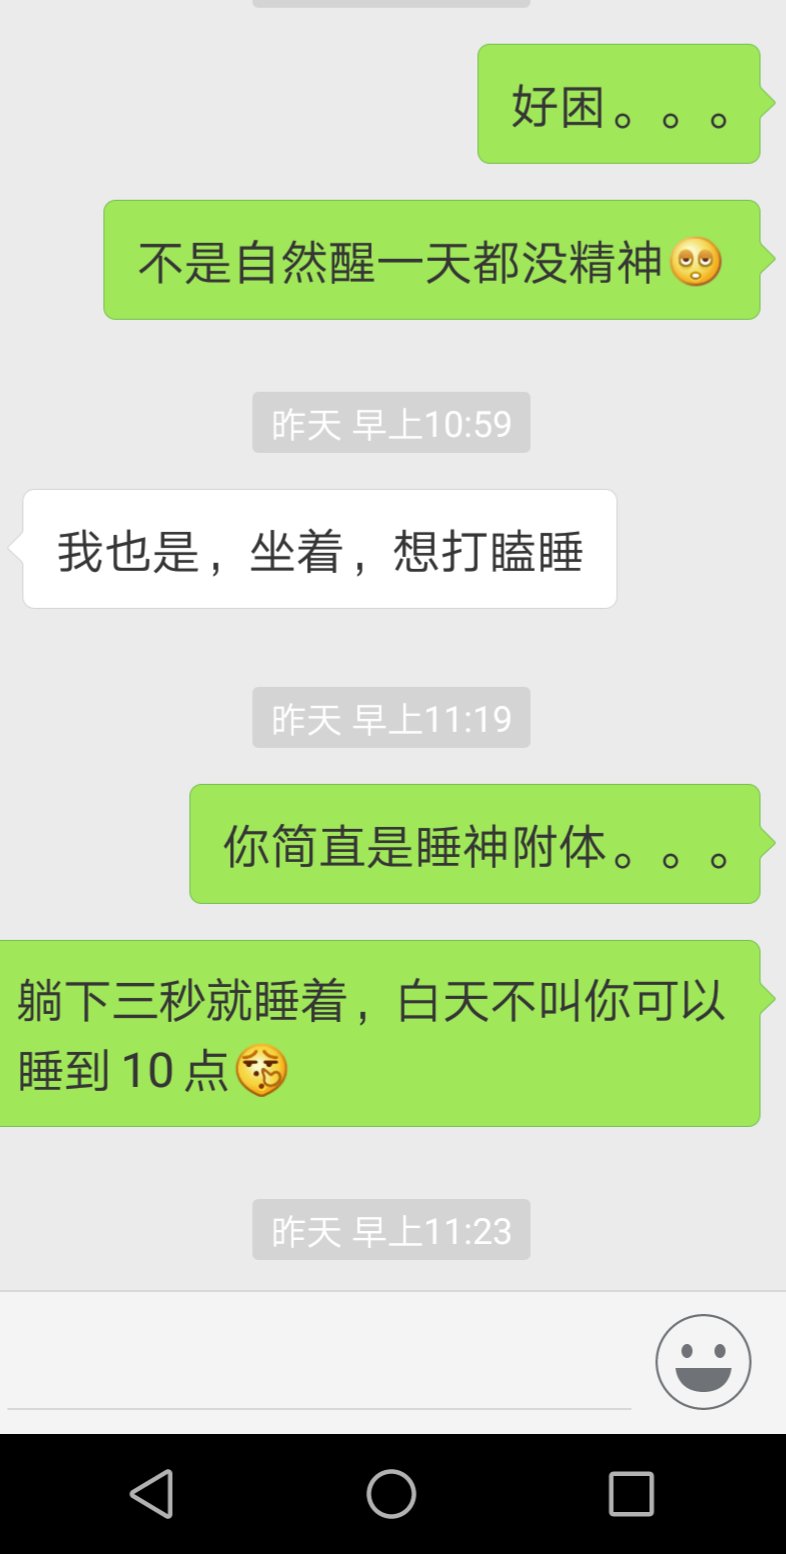 好困。。。
不是自然醒一天都没精神
昨天 早上10:59
我也是，坐着，想打瞌睡
昨天 早上11:19
你简直是睡神附体。。。
躺下三秒就睡着，白天不叫你可以
睡到 10 点
昨天 早上11:23